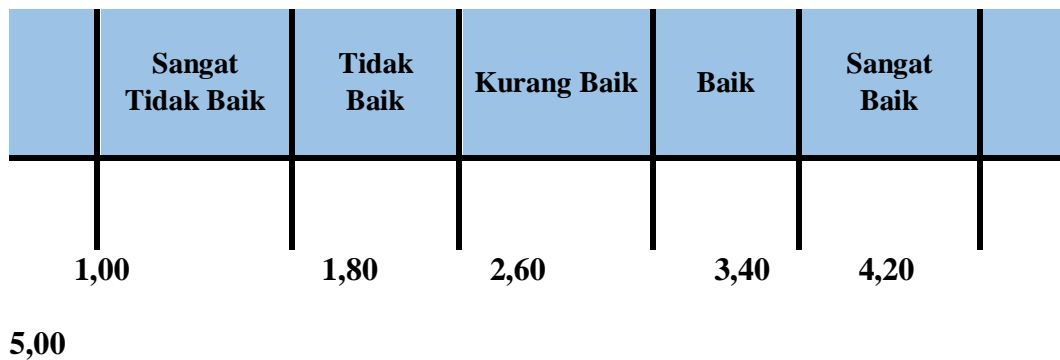 Sangat
Tidak Baik
Tidak
Baik
Kurang Baik
Baik
Sangat
Baik
1,00 1,80 2,60 3,40 4,20
5,00